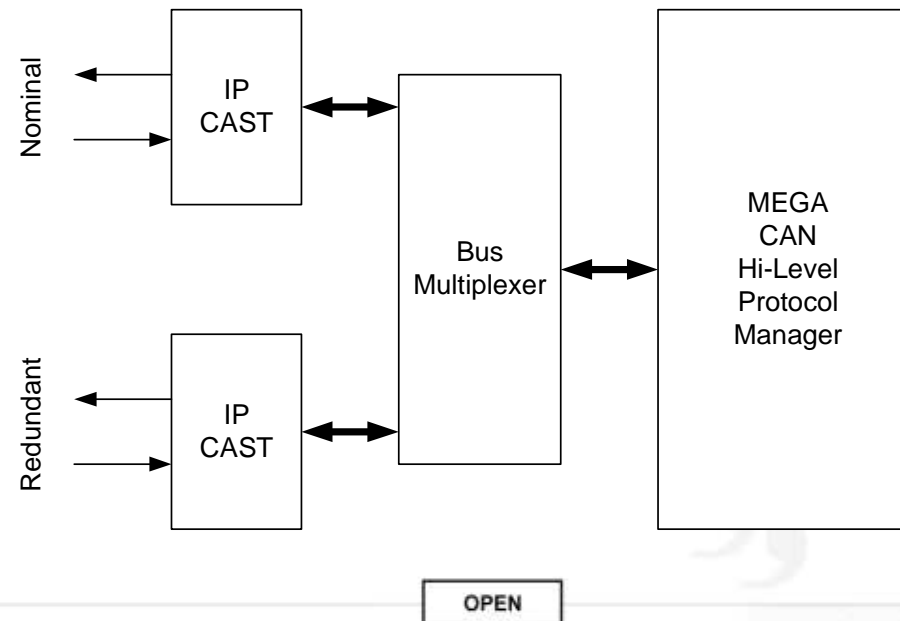 Nominal
IP
CAST
Bus
Multiplexer
MEGA
CAN
Hi-Level
Protocol
Manager
Redundant
IP
CAST
OPEN